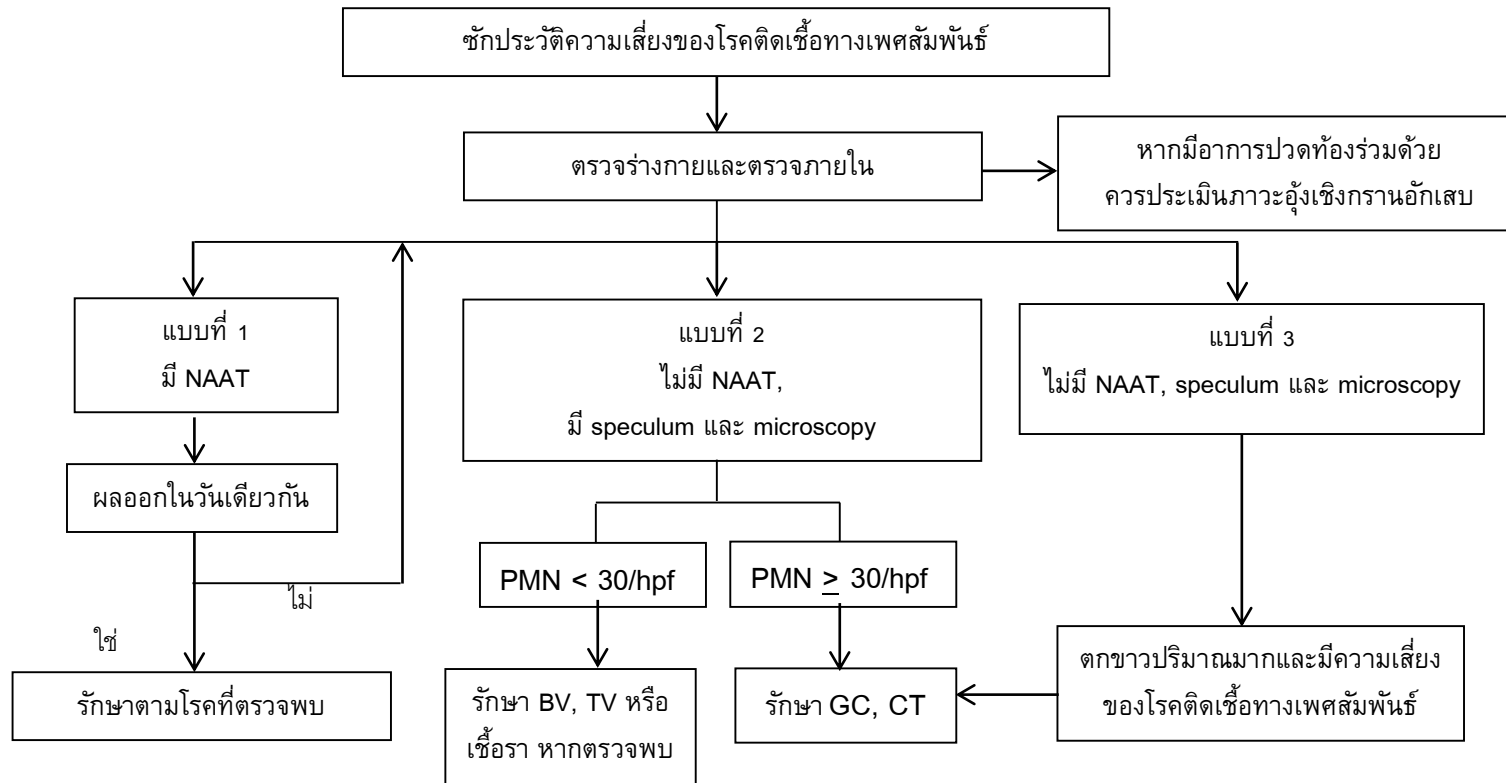 ซักประวัติความเสี่ยงของโรคติดเชื้อทางเพศสัมพันธ์
ตรวจร่างกายและตรวจภายใน
หากมีอาการปวดท้องร่วมด้วย
ควรประเมินภาวะอุ้งเชิงกรานอักเสบ
แบบที่ 1
มี NAAT
แบบที่ 2
ไม่มี NAAT,
มี speculum และ microscopy
แบบที่ 3
ไม่มี NAAT, speculum และ microscopy
ผลออกในวันเดียวกัน
ไม่
ใช่
PMN < 30/hpf
PMN ≥ 30/hpf
รักษาตามโรคที่ตรวจพบ
รักษา BV, TV หรือ
เชื้อรา หากตรวจพบ
รักษา GC, CT
ตกขาวปริมาณมากและมีความเสี่ยง
ของโรคติดเชื้อทางเพศสัมพันธ์